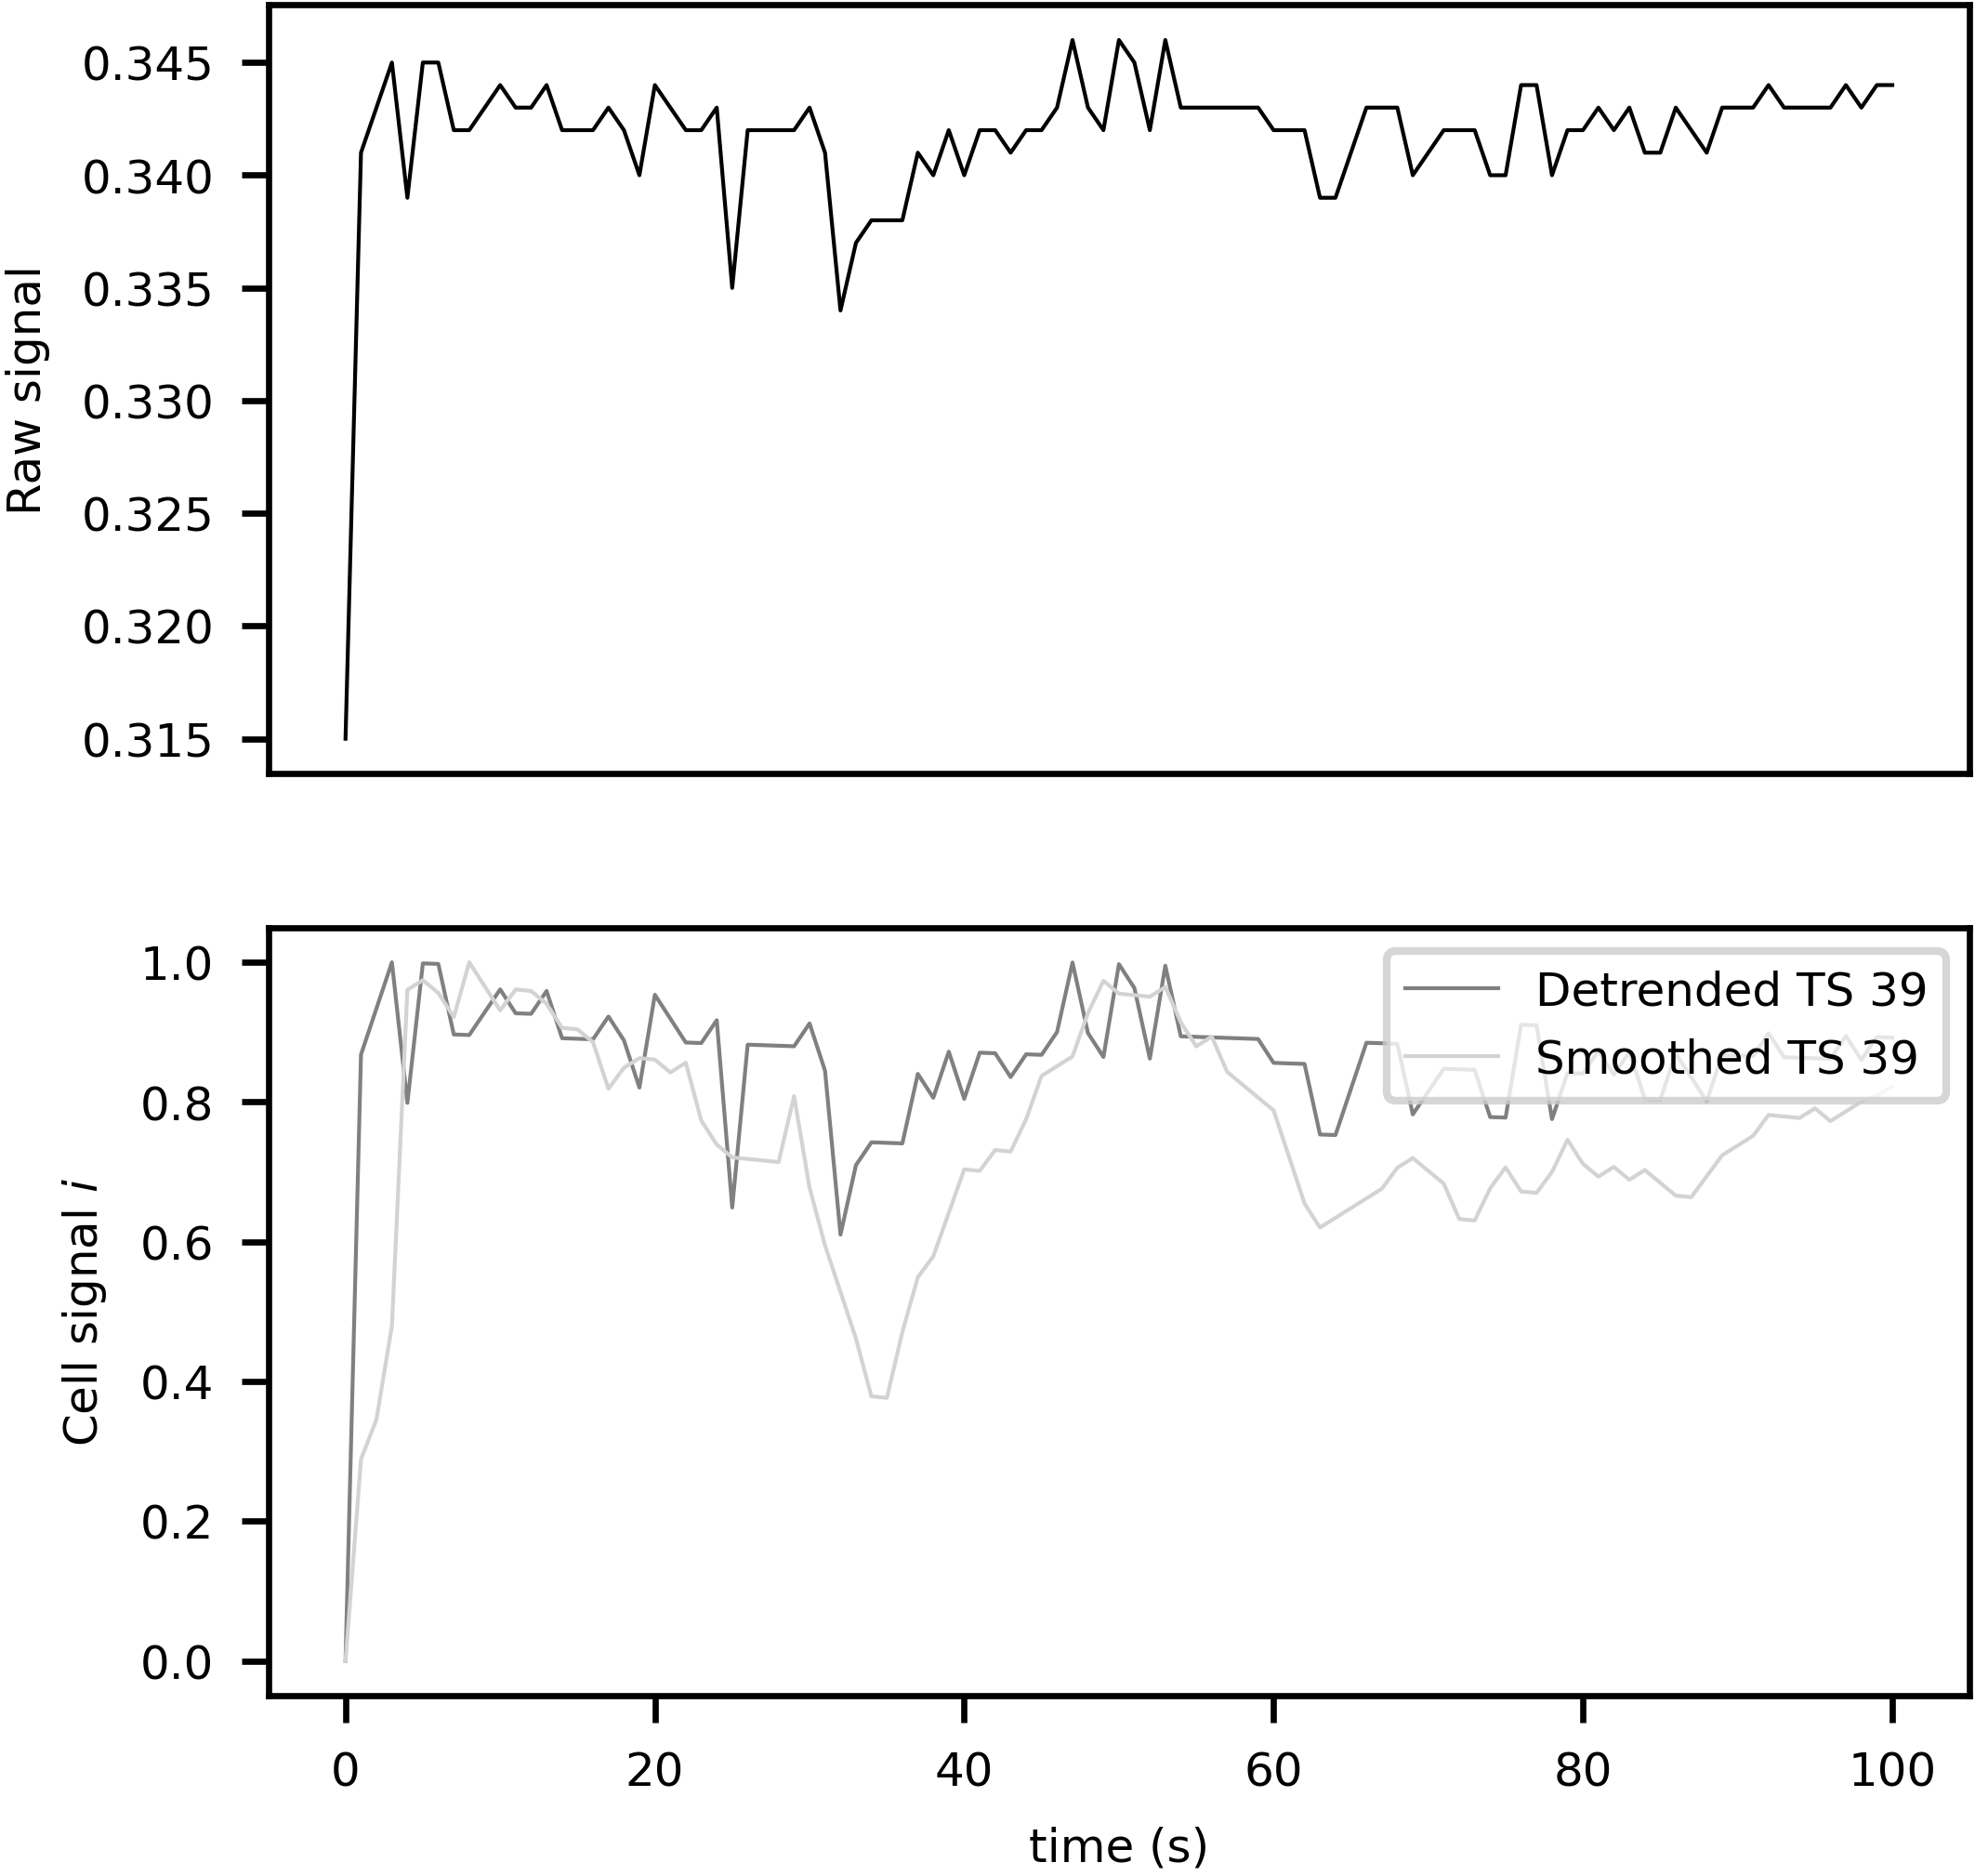 0.345
0.340
0.335
0.330
0.325
0.320
0.315
Raw signal
1.0
0.8
0.6
0.4
0.2
0.0
Cell signal i
Detrended TS 39
Smoothed TS 39
0 20 40 60 80 100
time (s)